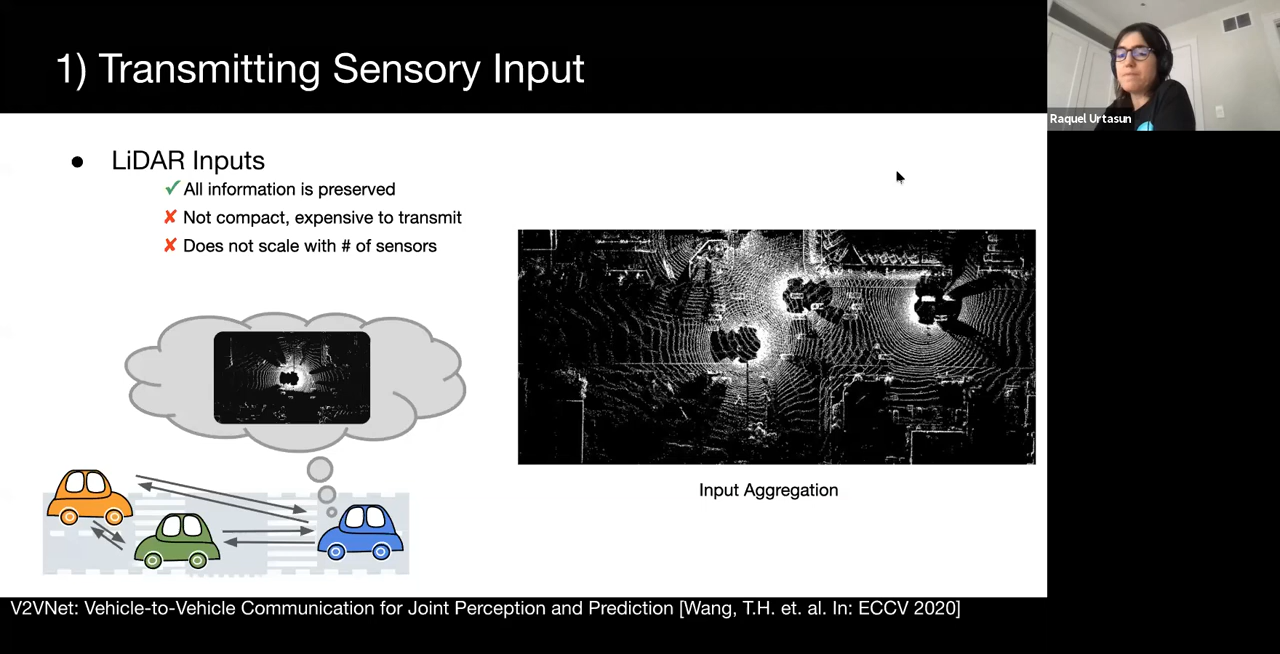 1) Transmitting Sensory Input
Raquel Urtasun
● LiDAR Inputs
✓ All information is preserved
✘ Not compact, expensive to transmit
✘ Does not scale with # of sensors
Input Aggregation
V2VNet: Vehicle-to-Vehicle Communication for Joint Perception and Prediction [Wang, T.H. et. al. In: ECCV 2020]